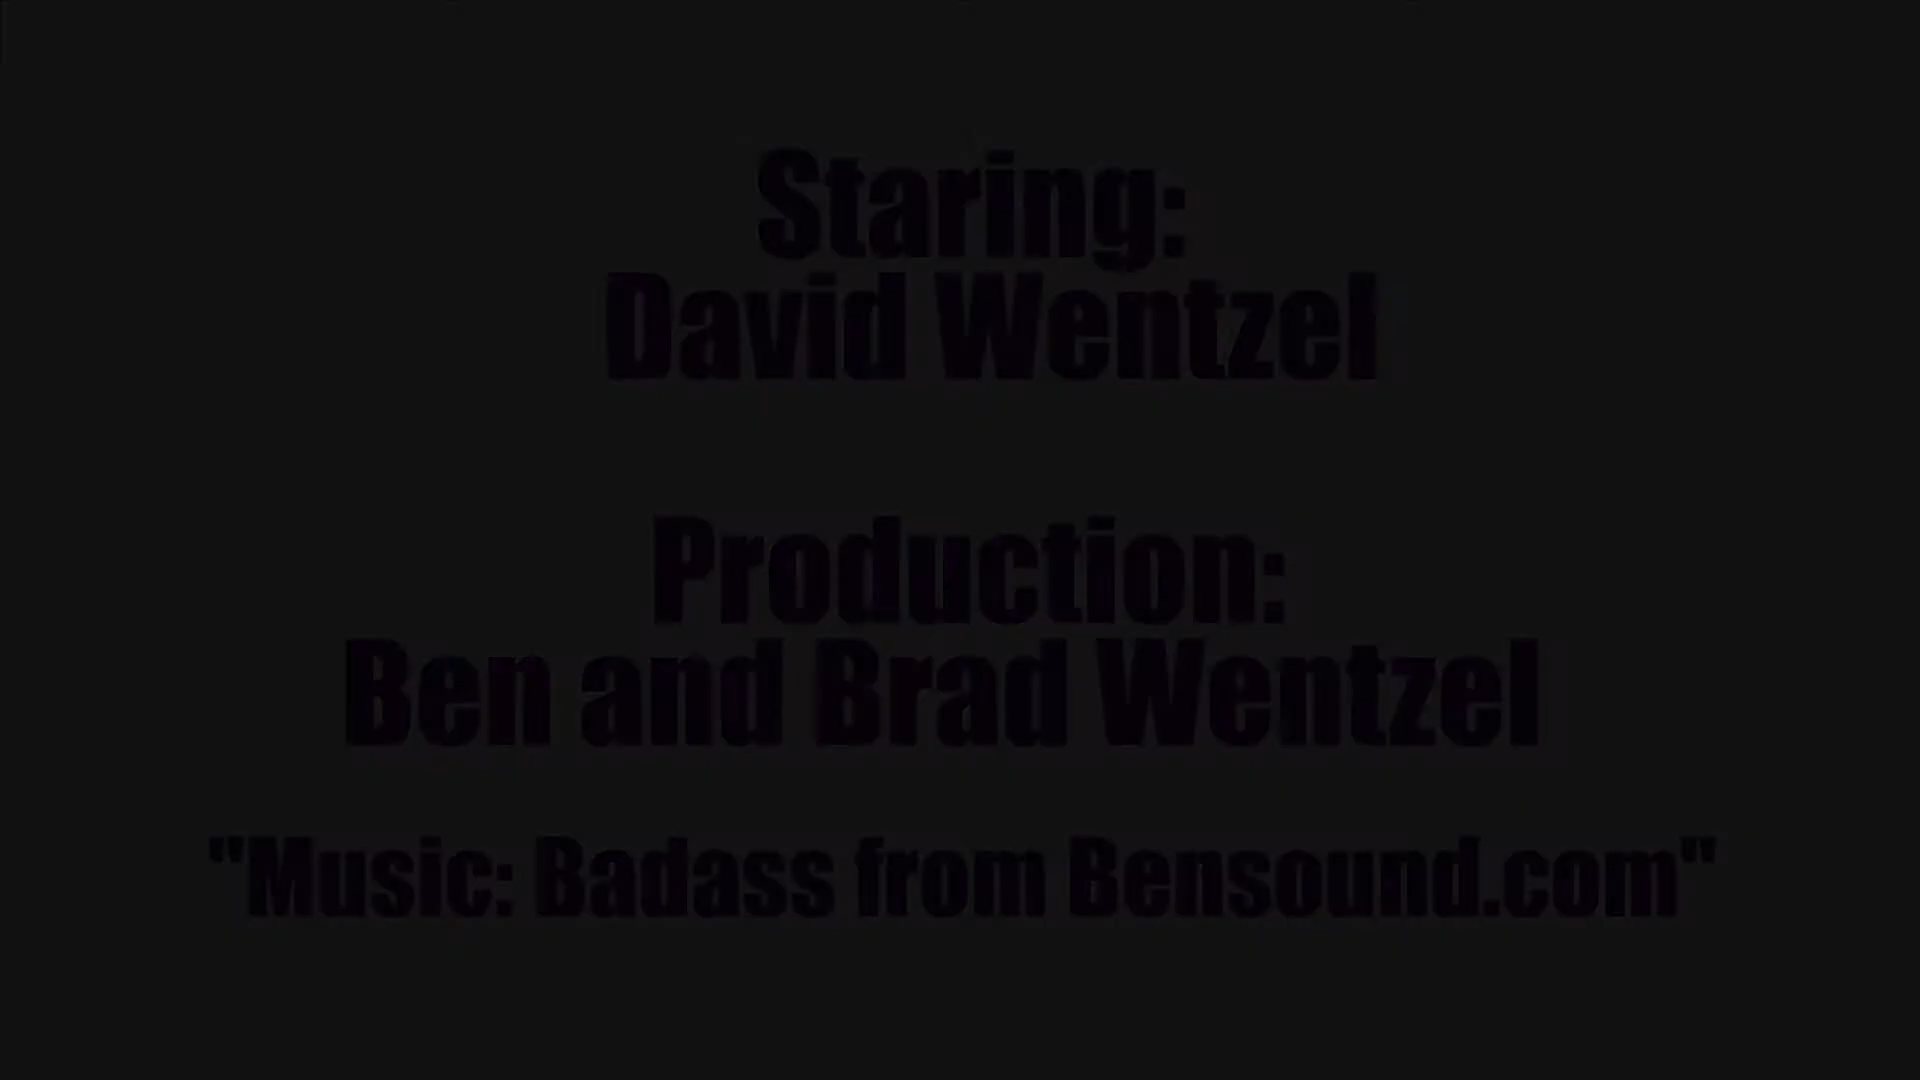 Staring:
David Wentzel
Production:
Ben and Brad Wentzel
"Music: Badass from Bensound.com"